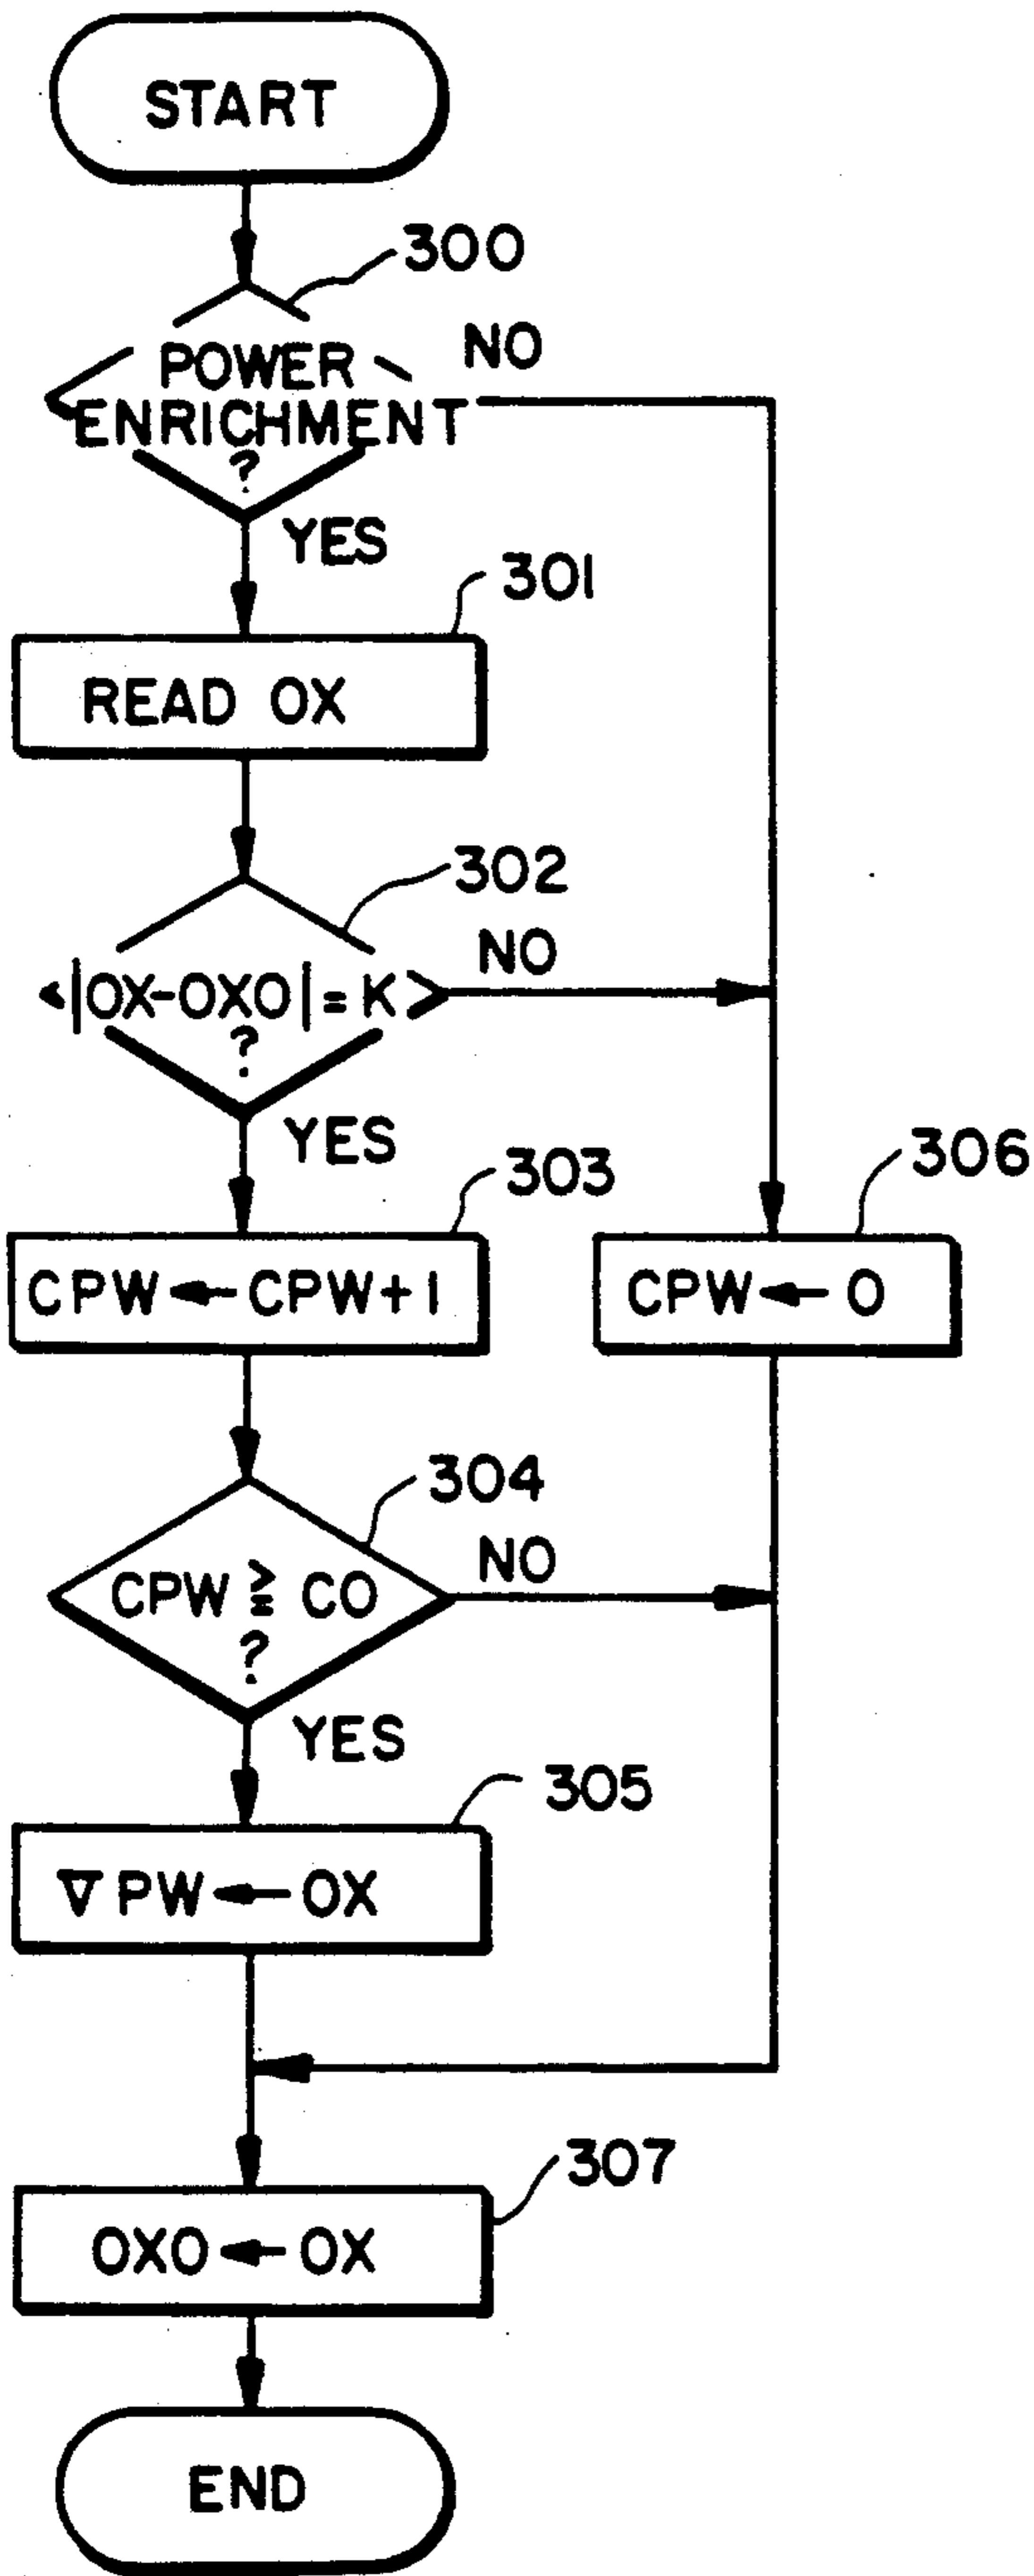 START
300
POWER
ENRICHMENT
?
NO
YES
301
READ OX
302
|OX-OXO| = K
?
NO
YES
303
CPW ← CPW + 1
306
CPW ← 0
304
CPW ≧ CO
?
NO
YES
305
∇ PW ← OX
307
OXO ← OX
END